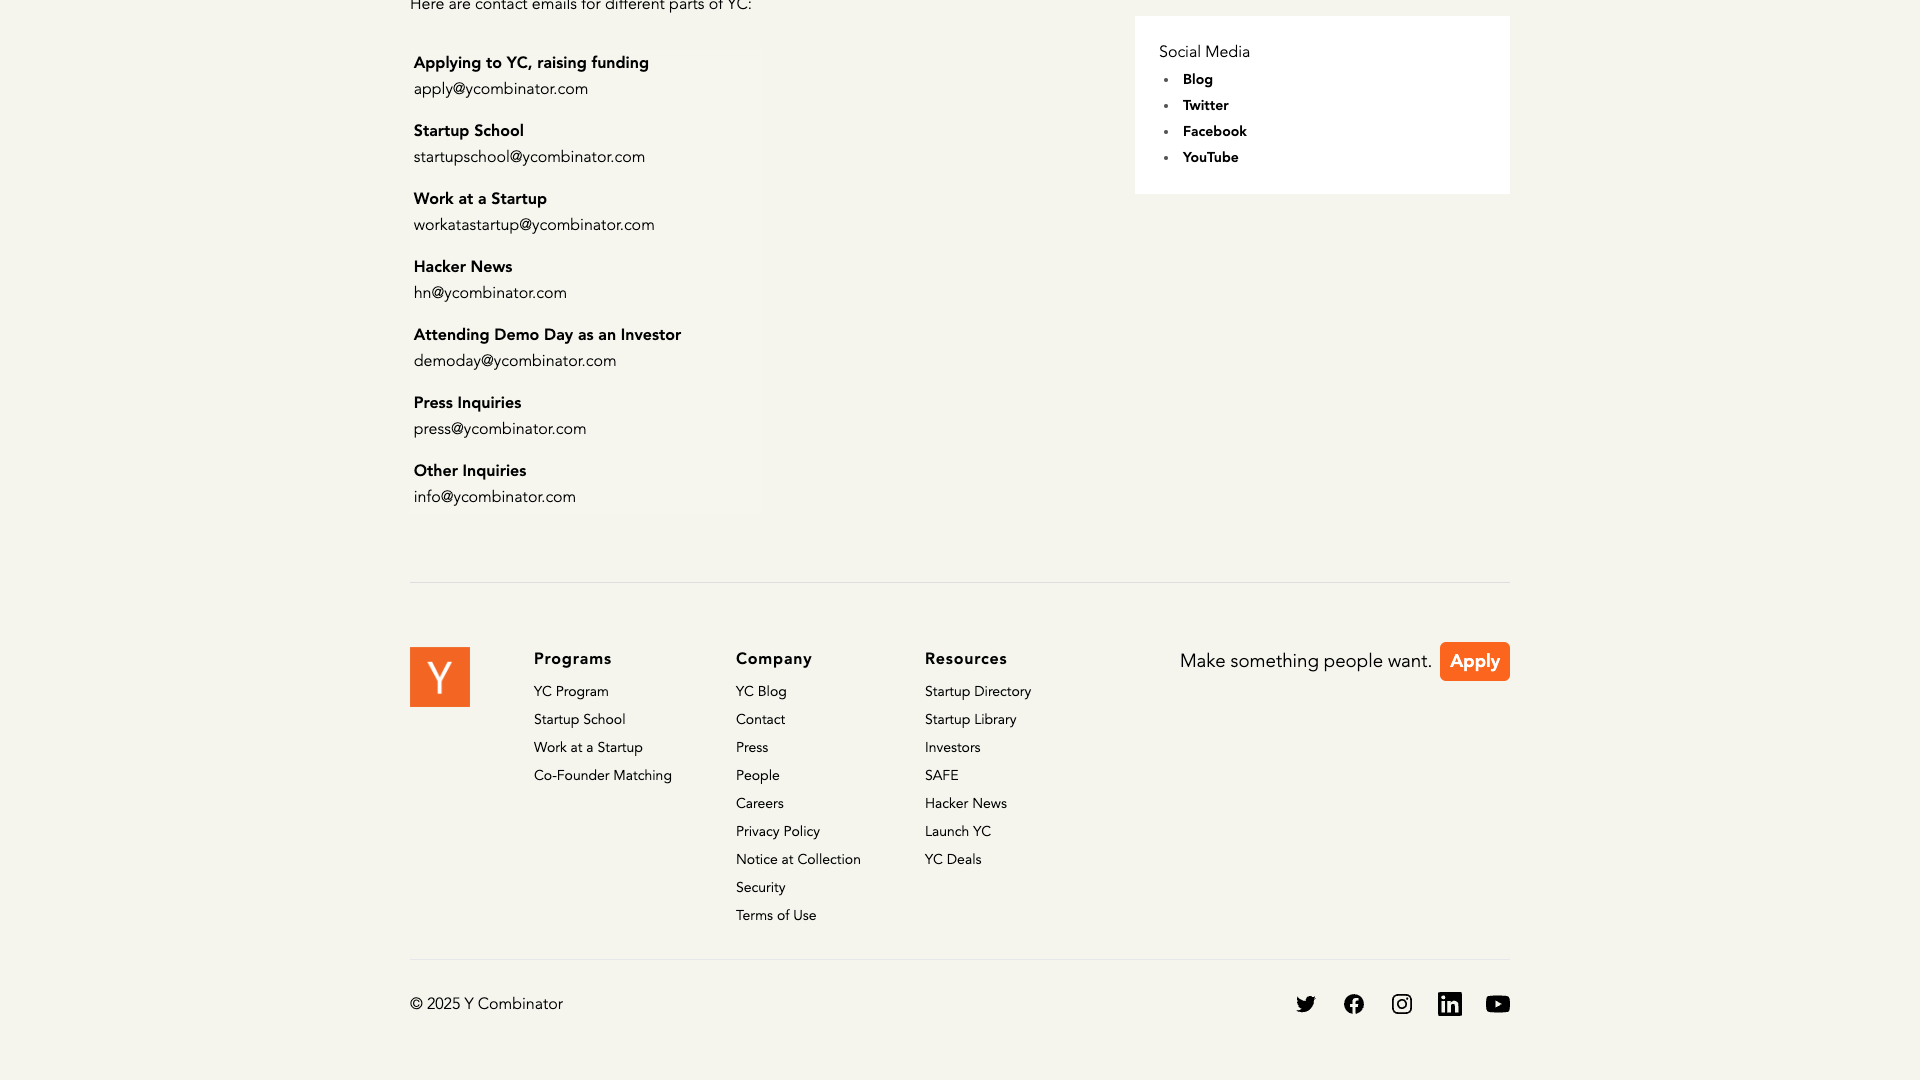 Here are contact emails for different parts of YC:
Applying to YC, raising funding
apply@ycombinator.com
Startup School
startupschool@ycombinator.com
Work at a Startup
workatastartup@ycombinator.com
Hacker News
hn@ycombinator.com
Attending Demo Day as an Investor
demoday@ycombinator.com
Press Inquiries
press@ycombinator.com
Other Inquiries
info@ycombinator.com
Social Media
Blog
Twitter
Facebook
YouTube
Y
Programs
YC Program
Startup School
Work at a Startup
Co-Founder Matching
Company
YC Blog
Contact
Press
People
Careers
Privacy Policy
Notice at Collection
Security
Terms of Use
Resources
Startup Directory
Startup Library
Investors
SAFE
Hacker News
Launch YC
YC Deals
Make something people want. Apply
© 2025 Y Combinator